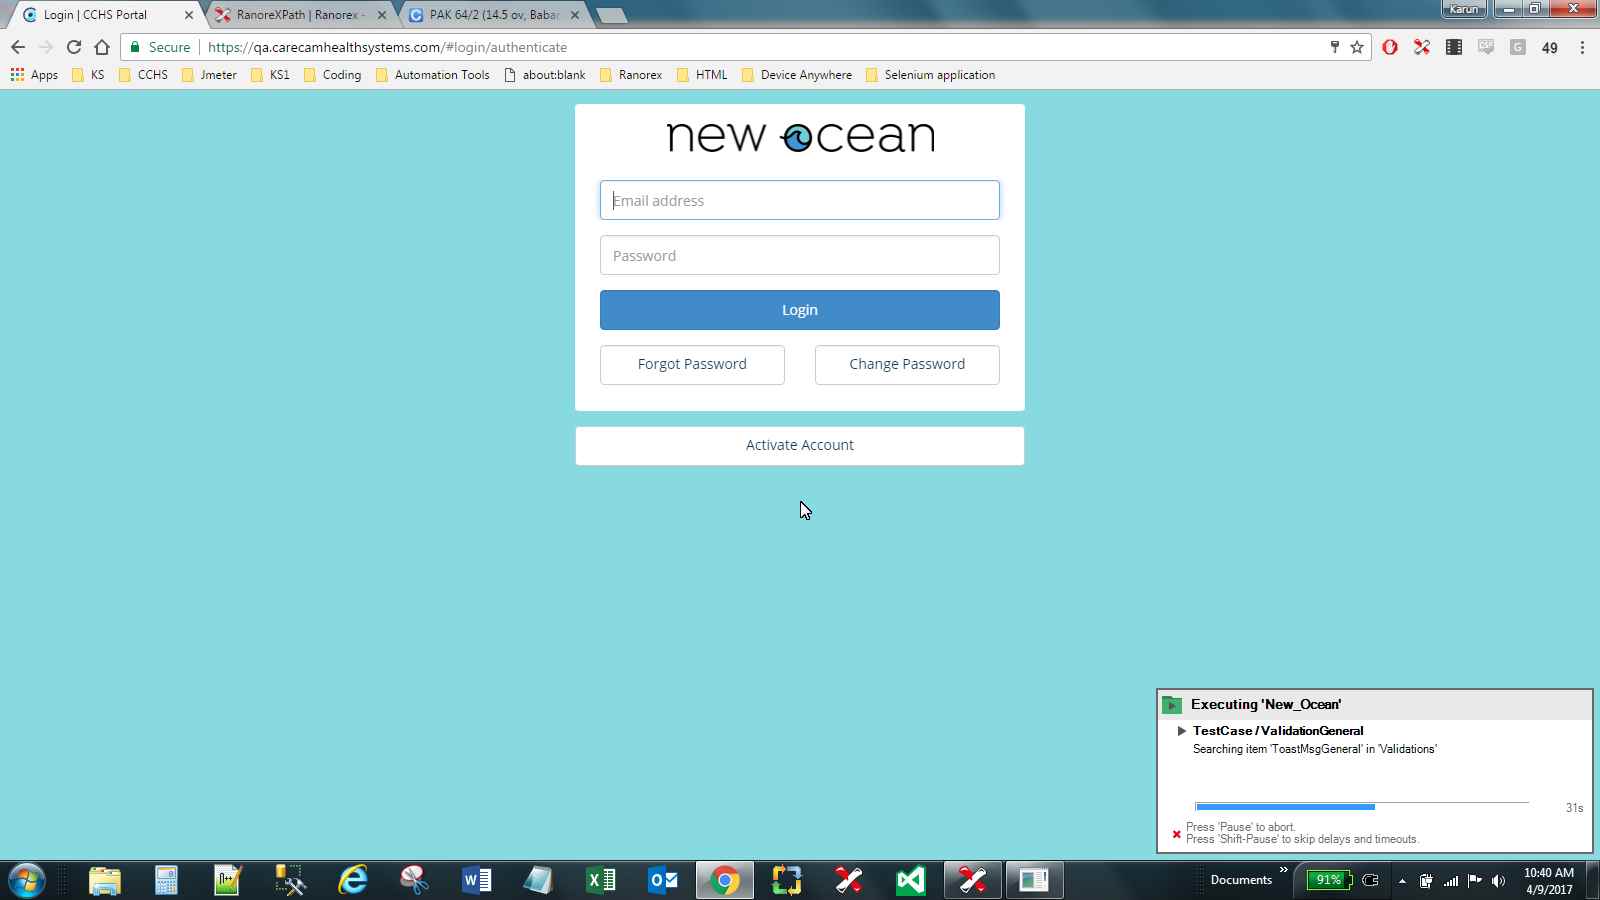 Login | CCHS Portal
RanoreXPath | Ranorex -
PAK 64/2 (14.5 ov, Babar
Karun
Secure
https://qa.carecamhealthsystems.com/#login/authenticate
CSP
G
49
Apps
KS
CCHS
Jmeter
KS1
Coding
Automation Tools
about:blank
Ranorex
HTML
Device Anywhere
Selenium application
new ocean
Email address
Password
Login
Forgot Password
Change Password
Activate Account
Executing 'New_Ocean'
TestCase / ValidationGeneral
Searching item 'ToastMsgGeneral' in 'Validations'
31s
Press 'Pause' to abort.
Press 'Shift-Pause' to skip delays and timeouts.
Documents
91%
10:40 AM
4/9/2017